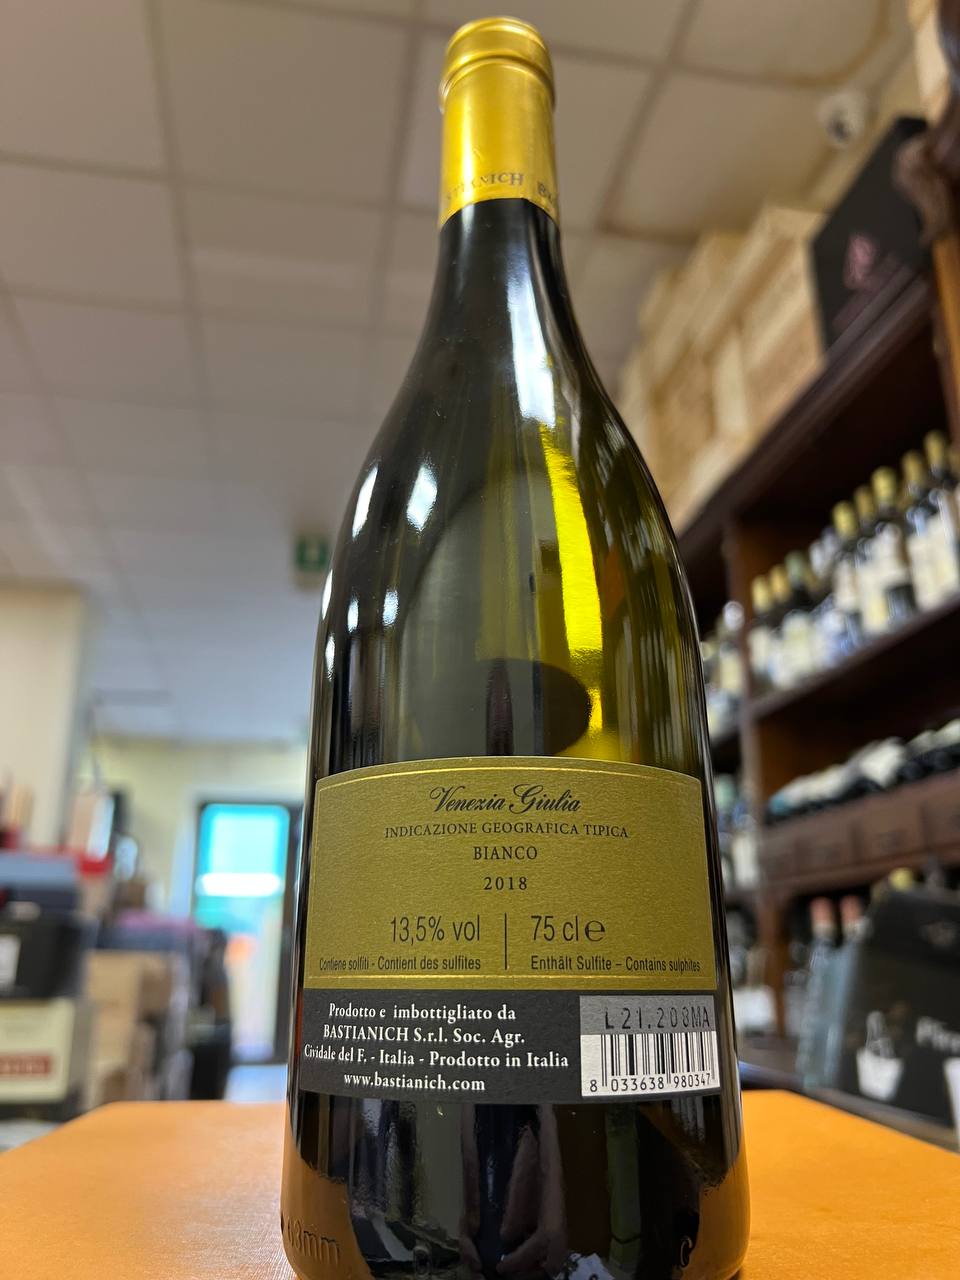 Venezia Giulia
INDICAZIONE GEOGRAFICA TIPICA
BIANCO
2018
13,5% vol
75 cl e
Contiene solfiti - Contient des sulfites
Enthält Sulfite – Contains sulphites
Prodotto e imbottigliato da
BASTIANICH S.r.l. Soc. Agr.
Cividale del F. - Italia - Prodotto in Italia
www.bastianich.com
L21.208MA
8 033638 980347
63mm